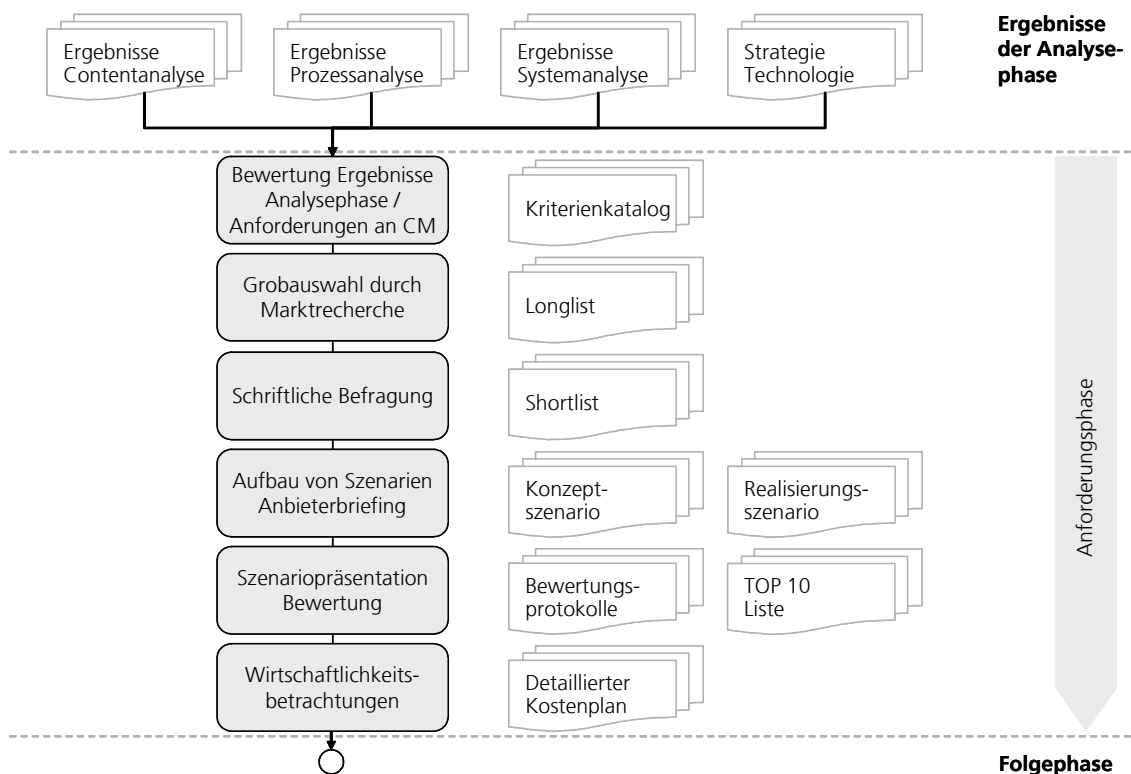 Ergebnisse
Contentanalyse
Ergebnisse
Prozessanalyse
Ergebnisse
Systemanalyse
Strategie
Technologie
Ergebnisse
der Analyse-
phase
Bewertung Ergebnisse
Analysephase /
Anforderungen an CM
Kriterienkatalog
Grobauswahl durch
Marktrecherche
Longlist
Schriftliche Befragung
Shortlist
Aufbau von Szenarien
Anbieterbriefing
Konzept-
szenario
Realisierungs-
szenario
Szenariopräsentation
Bewertung
Bewertungs-
protokolle
TOP 10
Liste
Wirtschaftlichkeits-
betrachtungen
Detaillierter
Kostenplan
Anforderungsphase
Folgephase